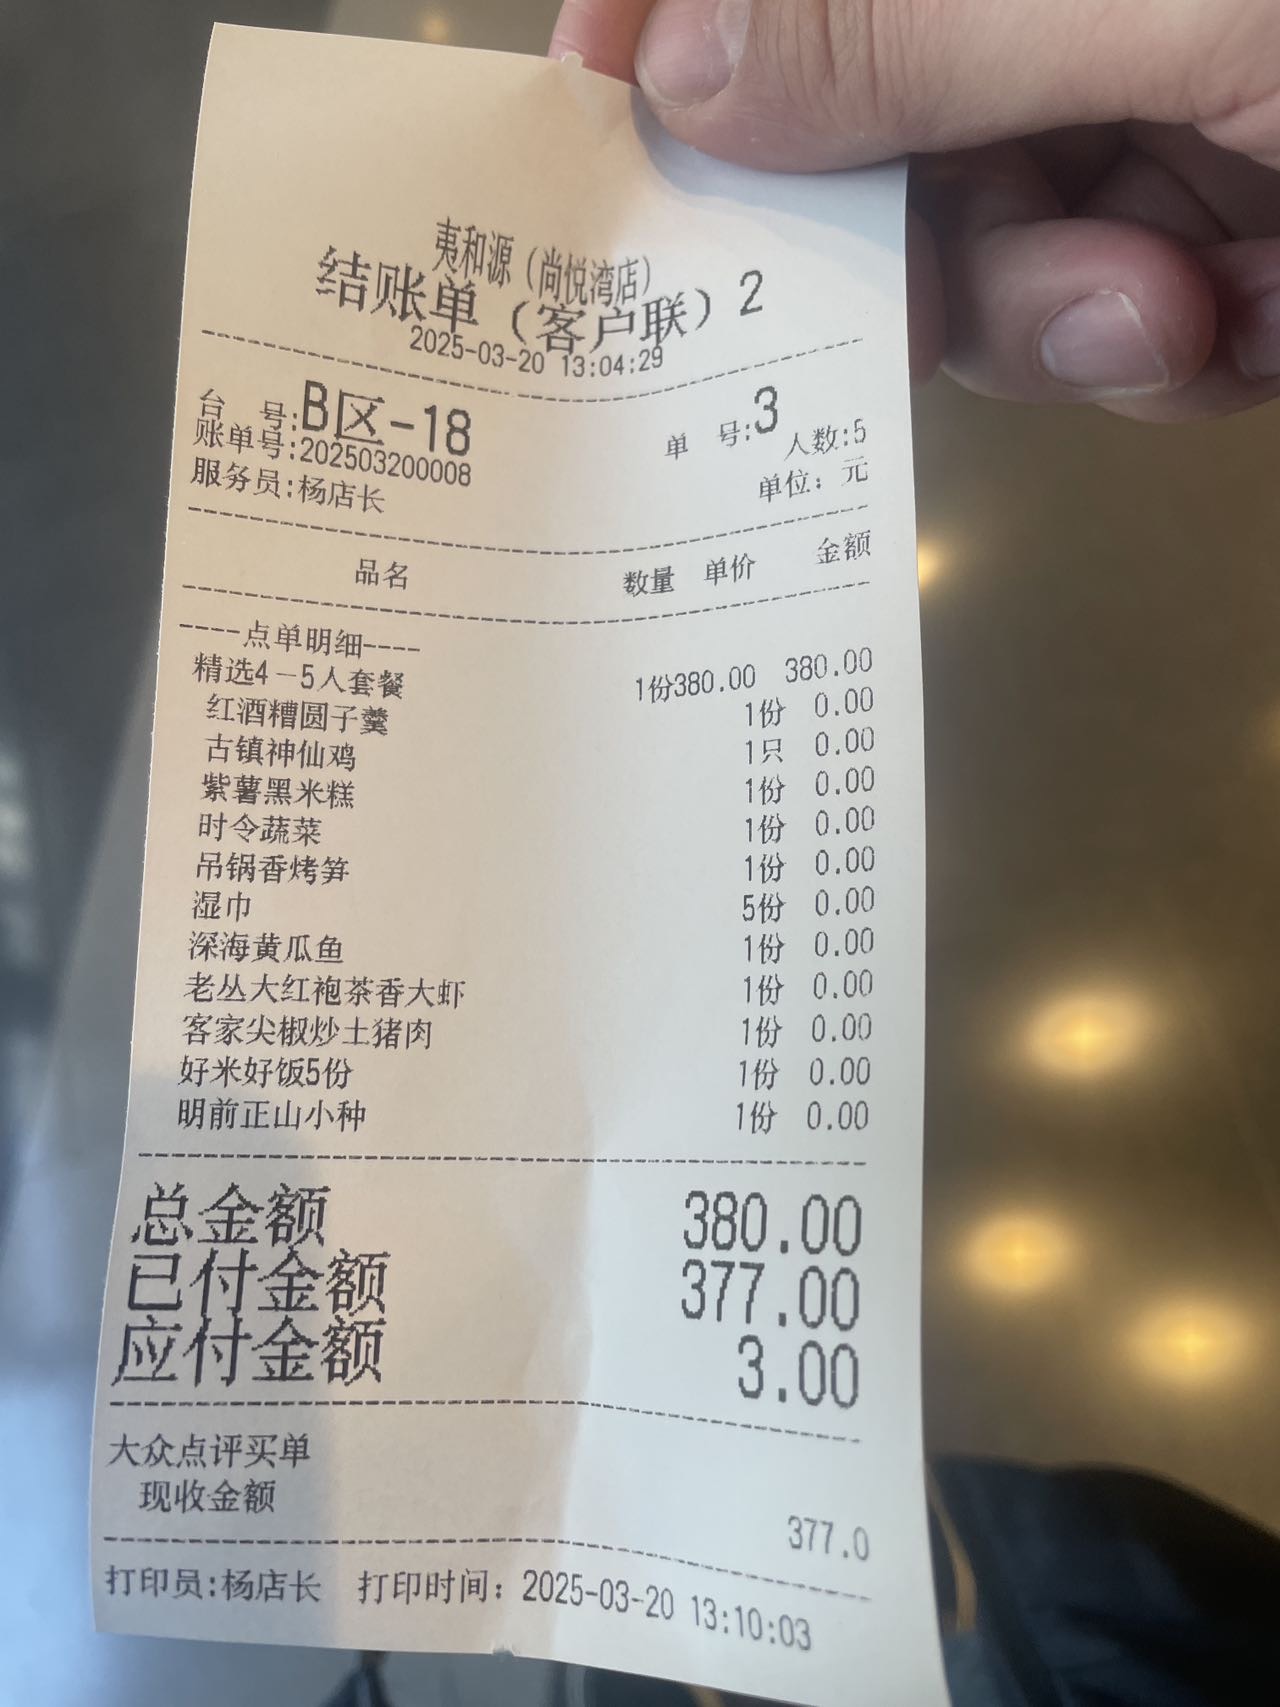 夷和源（尚悦湾店）
结账单（客户联）2
2025-03-20 13:04:29
台 号:B区-18 单 号:3
账单号:202503200008 人数:5
服务员:杨店长 单位：元
品名 数量 单价 金额
----点单明细----
精选4－5人套餐 1份380.00 380.00
红酒糟圆子羹 1份 0.00
古镇神仙鸡 1只 0.00
紫薯黑米糕 1份 0.00
时令蔬菜 1份 0.00
吊锅香烤笋 1份 0.00
湿巾 5份 0.00
深海黄瓜鱼 1份 0.00
老丛大红袍茶香大虾 1份 0.00
客家尖椒炒土猪肉 1份 0.00
好米好饭5份 1份 0.00
明前正山小种 1份 0.00
总金额 380.00
已付金额 377.00
应付金额 3.00
大众点评买单
现收金额 377.0
打印员:杨店长 打印时间：2025-03-20 13:10:03